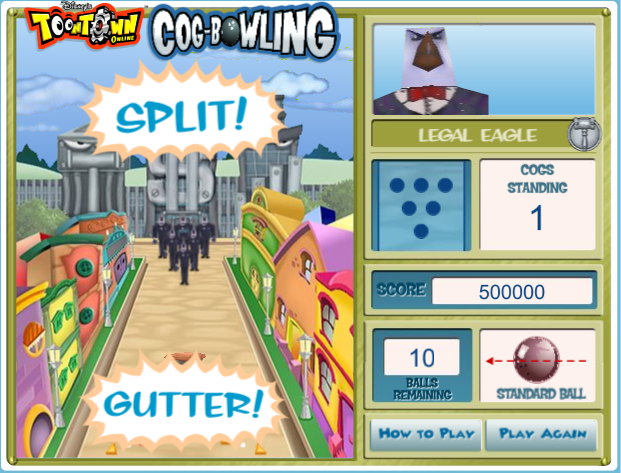 Disney's
TOONTOWN
ONLINE
COG-BOWLING
SPLIT!
GUTTER!
LEGAL EAGLE
COGS
STANDING
1
SCORE 500000
10
BALLS
REMAINING
STANDARD BALL
HOW TO PLAY
PLAY AGAIN